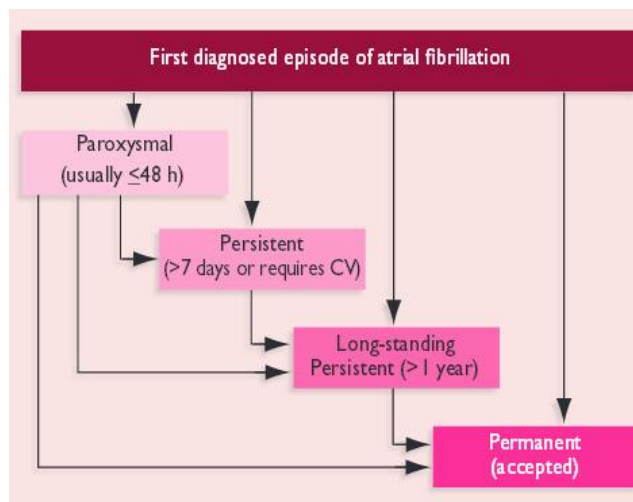 First diagnosed episode of atrial fibrillation
Paroxysmal
(usually ≤48 h)
Persistent
(>7 days or requires CV)
Long-standing
Persistent (>1 year)
Permanent
(accepted)